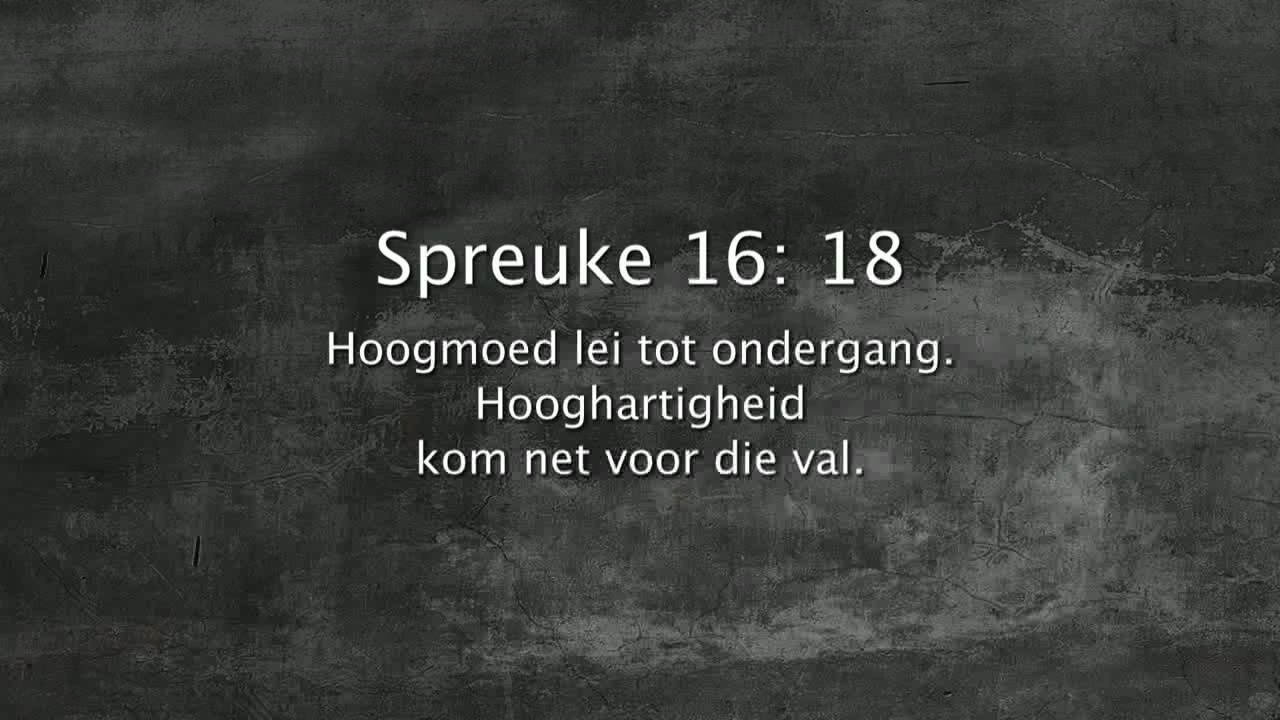 Spreuke 16: 18
Hoogmoed lei tot ondergang.
Hooghartigheid
kom net voor die val.